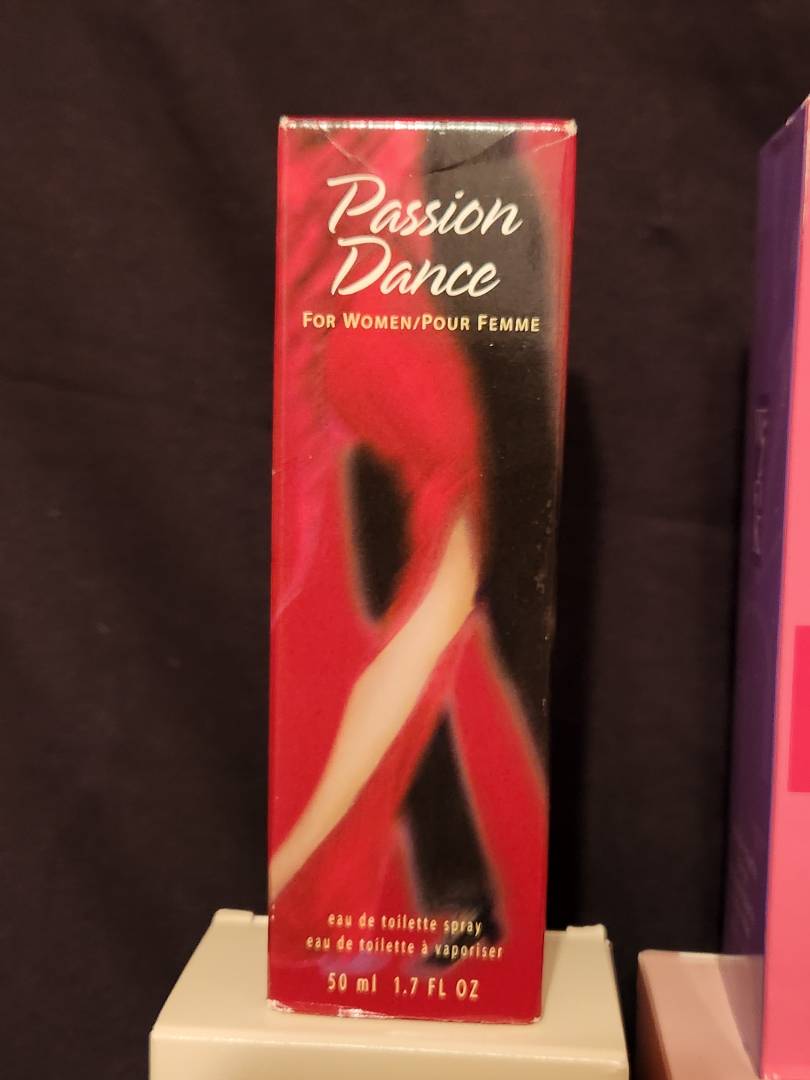 Passion
Dance
FOR WOMEN/POUR FEMME
eau de toilette spray
eau de toilette à vaporiser
50 ml 1.7 FL OZ